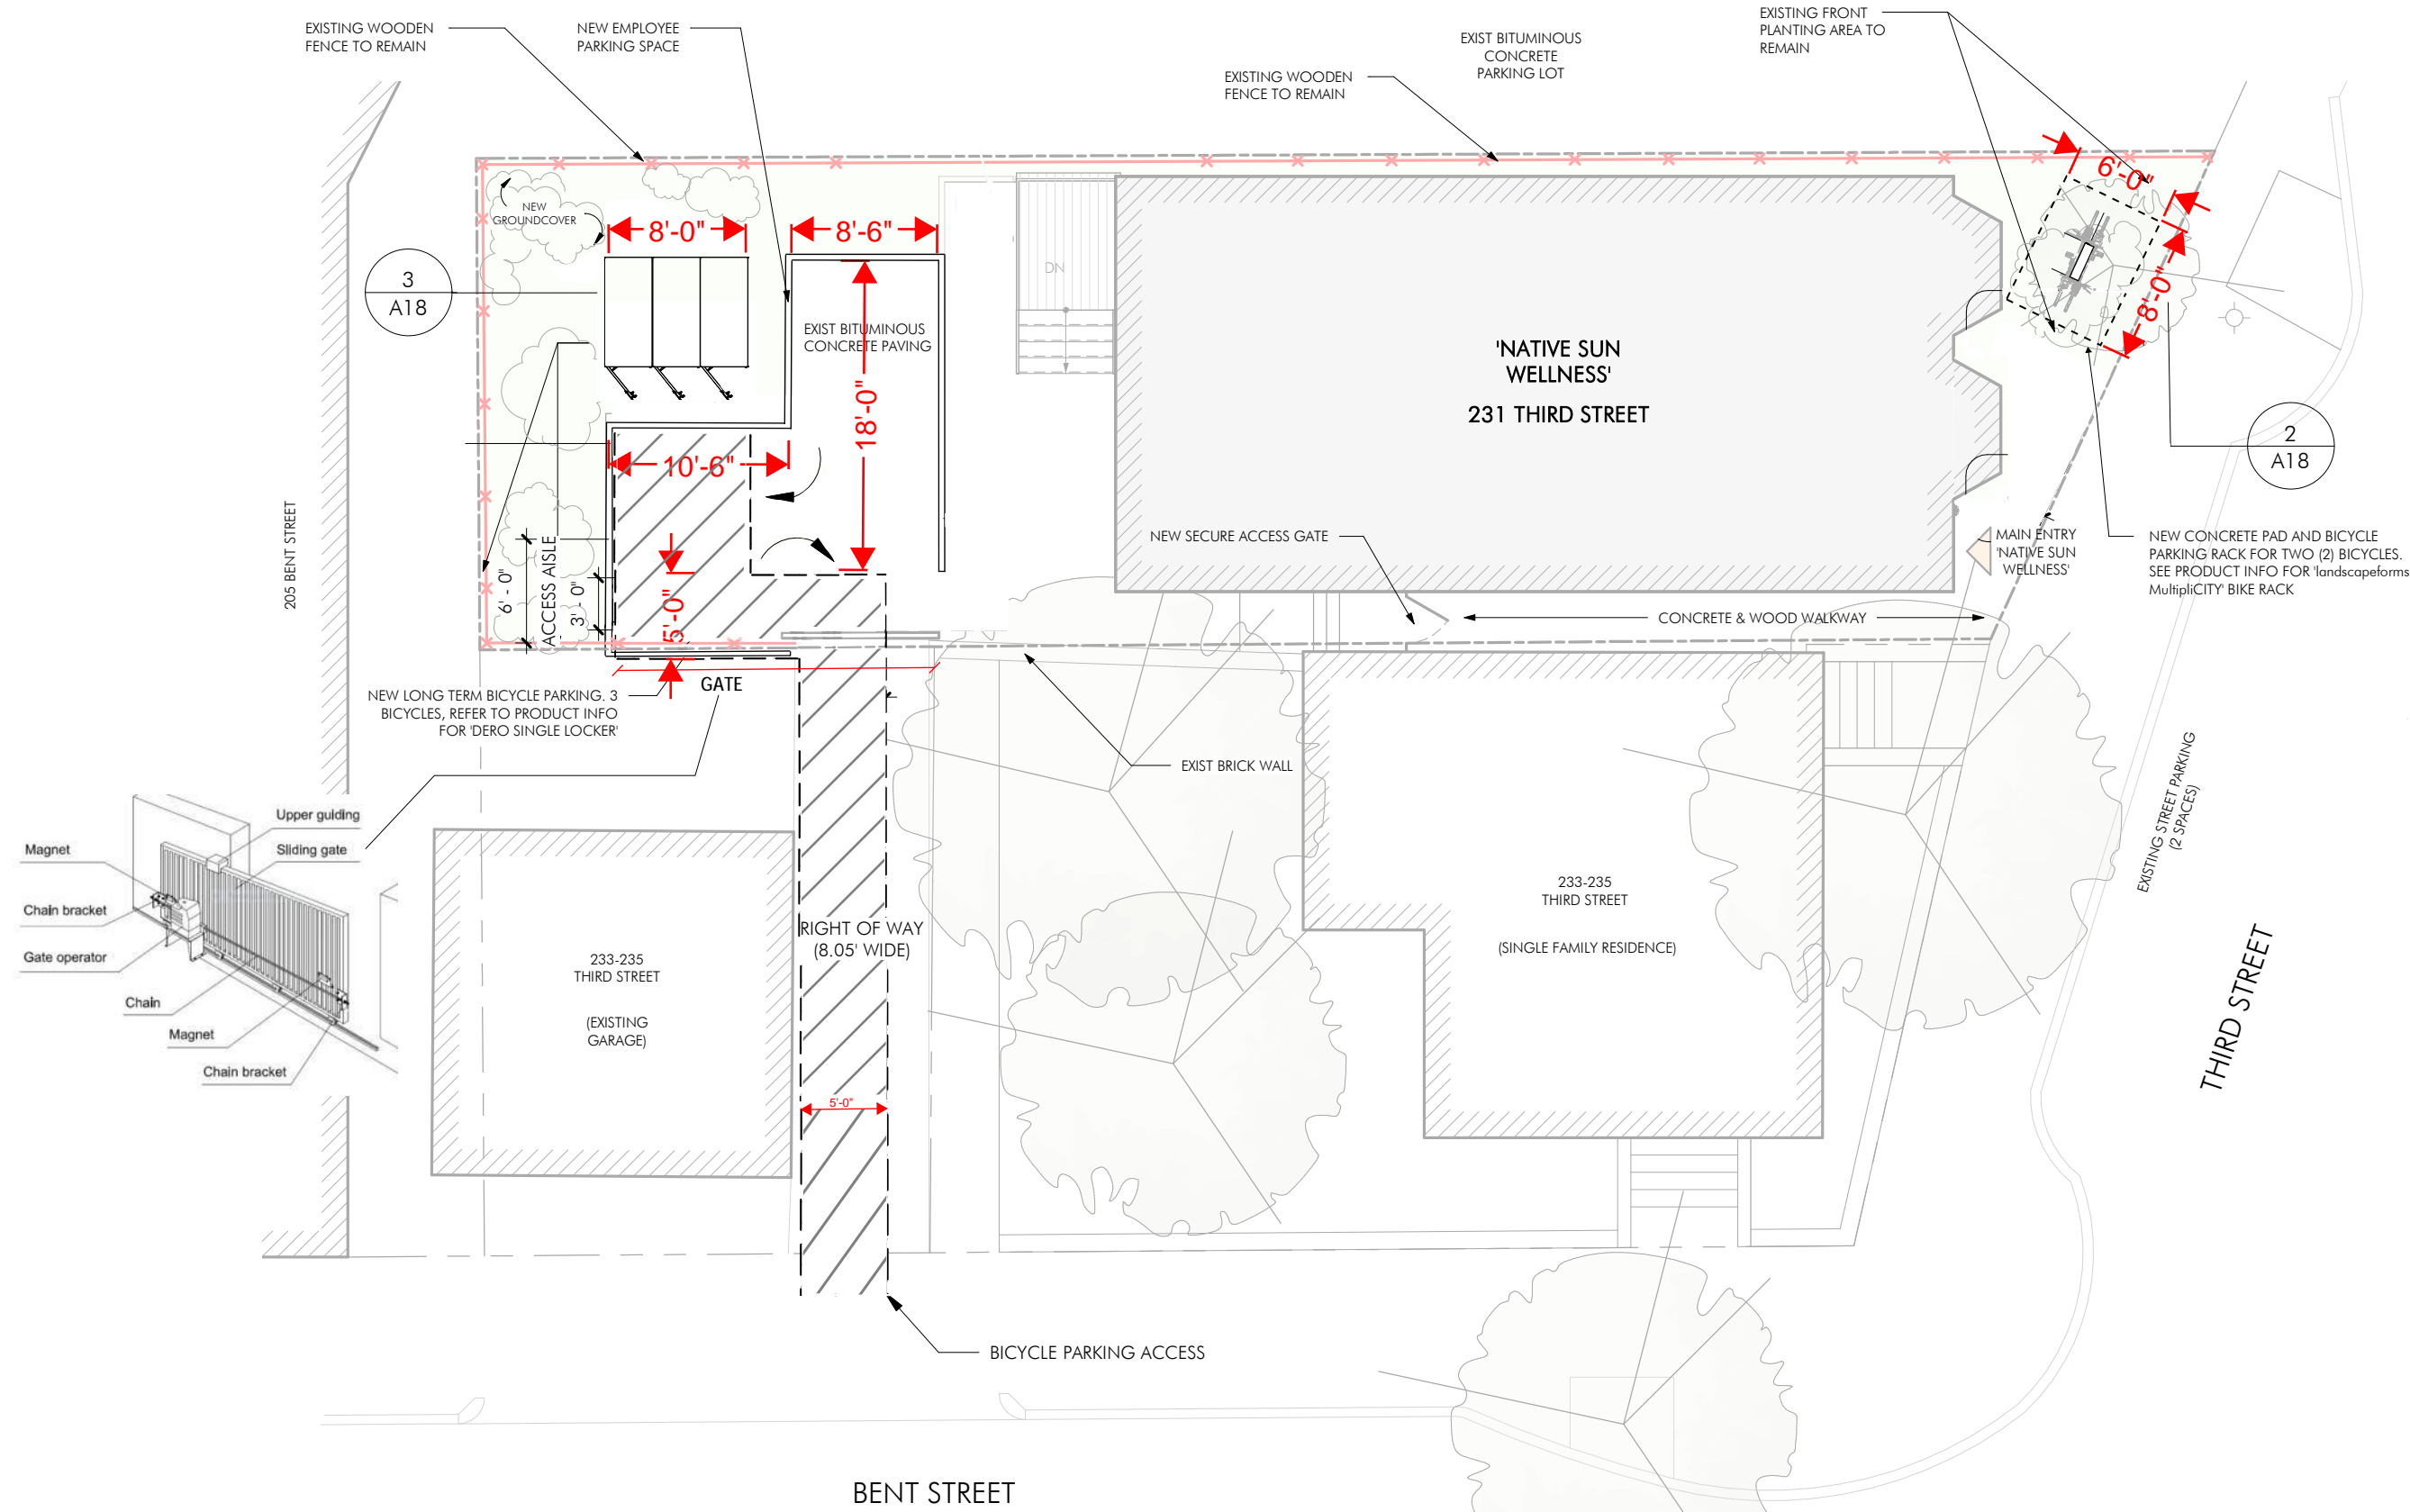 EXISTING WOODEN
FENCE TO REMAIN
NEW EMPLOYEE
PARKING SPACE
EXISTING WOODEN
FENCE TO REMAIN
EXIST BITUMINOUS
CONCRETE
PARKING LOT
EXISTING FRONT
PLANTING AREA TO
REMAIN
NEW
GROUNDCOVER
8'-0"
8'-6"
6'-0"
8'-0"
3
A18
DN
EXIST BITUMINOUS
CONCRETE PAVING
18'-0"
10'-6"
'NATIVE SUN
WELLNESS'
231 THIRD STREET
2
A18
205 BENT STREET
6' - 0"
ACCESS AISLE
3' - 0"
5'-0"
NEW SECURE ACCESS GATE
MAIN ENTRY
'NATIVE SUN
WELLNESS'
NEW CONCRETE PAD AND BICYCLE
PARKING RACK FOR TWO (2) BICYCLES.
SEE PRODUCT INFO FOR 'landscapeforms
MultipliCITY' BIKE RACK
CONCRETE & WOOD WALKWAY
GATE
NEW LONG TERM BICYCLE PARKING. 3
BICYCLES, REFER TO PRODUCT INFO
FOR 'DERO SINGLE LOCKER'
EXIST BRICK WALL
EXISTING STREET PARKING
(2 SPACES)
Upper guiding
Sliding gate
Magnet
Chain bracket
Gate operator
Chain
Magnet
Chain bracket
233-235
THIRD STREET
(EXISTING
GARAGE)
RIGHT OF WAY
(8.05' WIDE)
5'-0"
233-235
THIRD STREET
(SINGLE FAMILY RESIDENCE)
THIRD STREET
BICYCLE PARKING ACCESS
BENT STREET